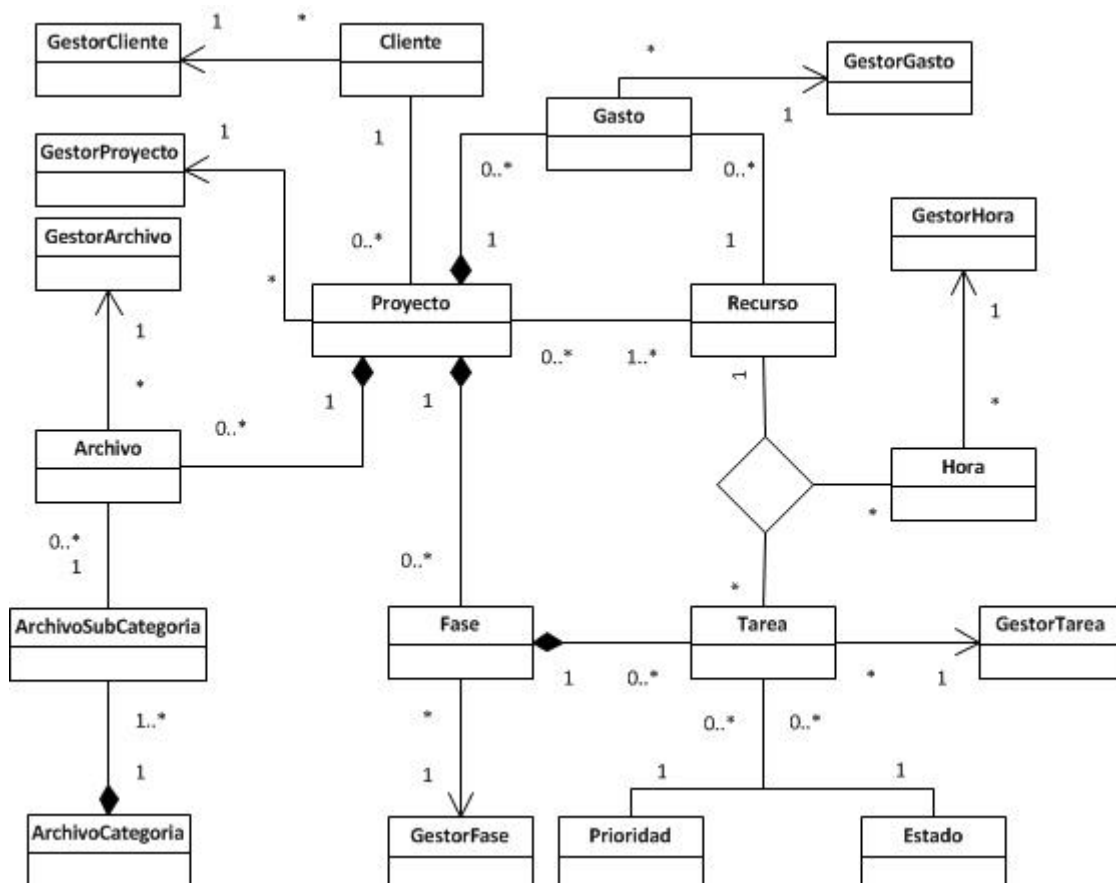 1
*
GestorCliente
Cliente
*
GestorGasto
Gasto
1
1
1
GestorProyecto
0..*
0..*
GestorArchivo
GestorHora
0..*
1
1
*
Proyecto
Recurso
1
1
0..*
1..*
*
1
1
1
*
0..*
Archivo
Hora
*
0..*
1
0..*
*
ArchivoSubCategoria
Fase
Tarea
GestorTarea
1
0..*
*
1
1..*
*
0..*
0..*
1
1
1
1
ArchivoCategoria
GestorFase
Prioridad
Estado